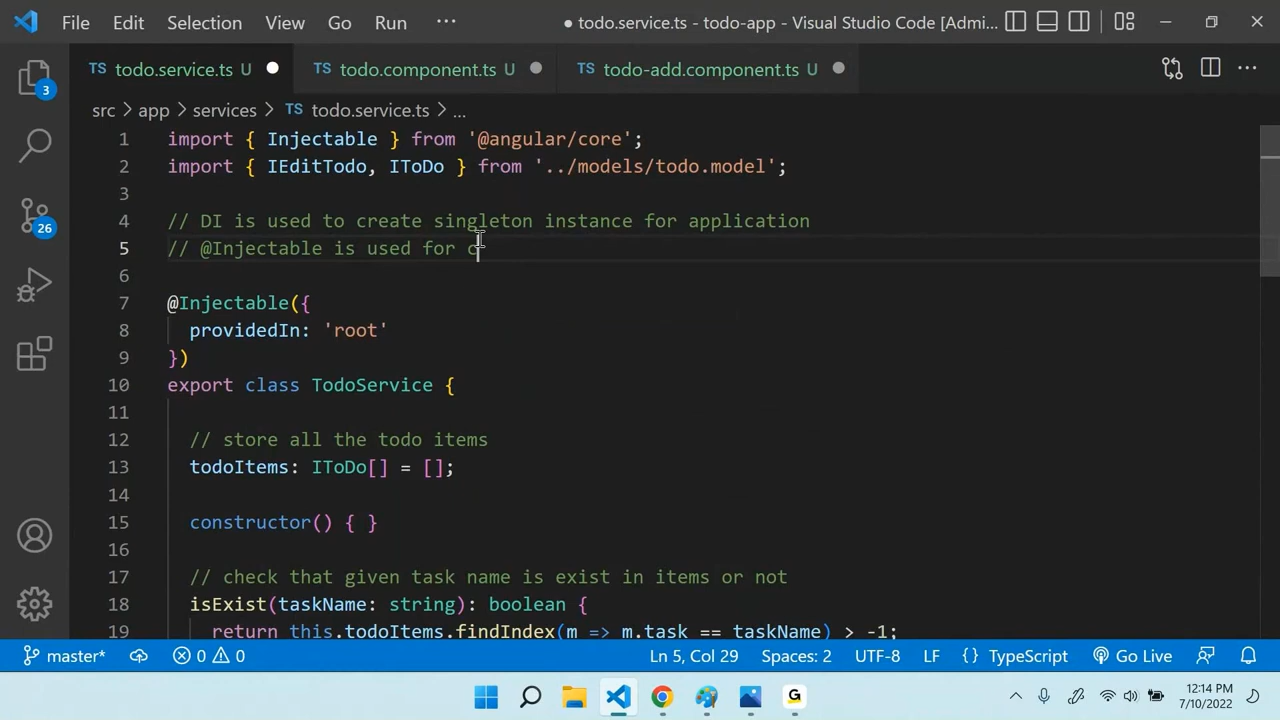 File Edit Selection View Go Run ··· ● todo.service.ts - todo-app - Visual Studio Code [Admi...
TS todo.service.ts U ● TS todo.component.ts U ● TS todo-add.component.ts U ● ···
src > app > services > TS todo.service.ts > ...
1 import { Injectable } from '@angular/core';
2 import { IEditTodo, IToDo } from '../models/todo.model';
3
4 // DI is used to create singleton instance for application
5 // @Injectable is used for c
6
7 @Injectable({
8 providedIn: 'root'
9 })
10 export class TodoService {
11
12 // store all the todo items
13 todoItems: IToDo[] = [];
14
15 constructor() { }
16
17 // check that given task name is exist in items or not
18 isExist(taskName: string): boolean {
19 return this.todoItems.findIndex(m => m.task == taskName) > -1;
3
26
master* 0 0 Ln 5, Col 29 Spaces: 2 UTF-8 LF {} TypeScript Go Live
G
12:14 PM
7/10/2022